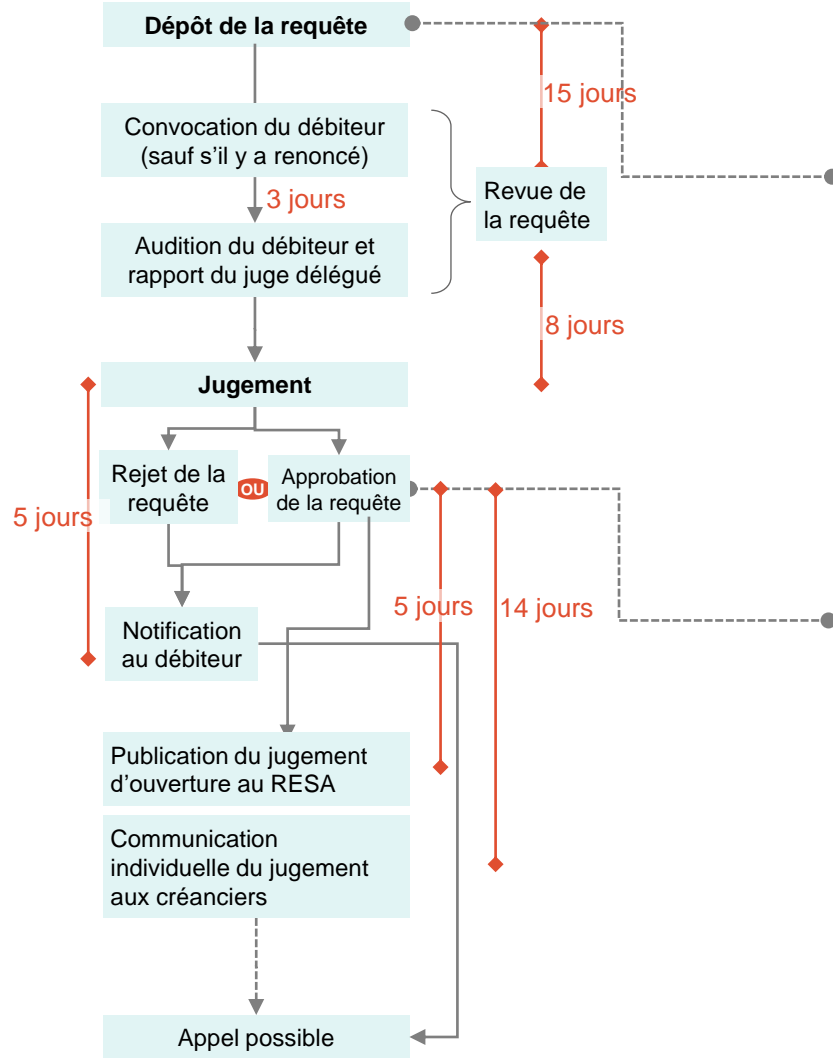 Dépôt de la requête
15 jours
Convocation du débiteur
(sauf s’il y a renoncé)
3 jours
Revue de
la requête
Audition du débiteur et
rapport du juge délégué
8 jours
Jugement
Rejet de la
requête
OU
Approbation
de la requête
5 jours
5 jours
14 jours
Notification
au débiteur
Publication du jugement
d’ouverture au RESA
Communication
individuelle du jugement
aux créanciers
Appel possible